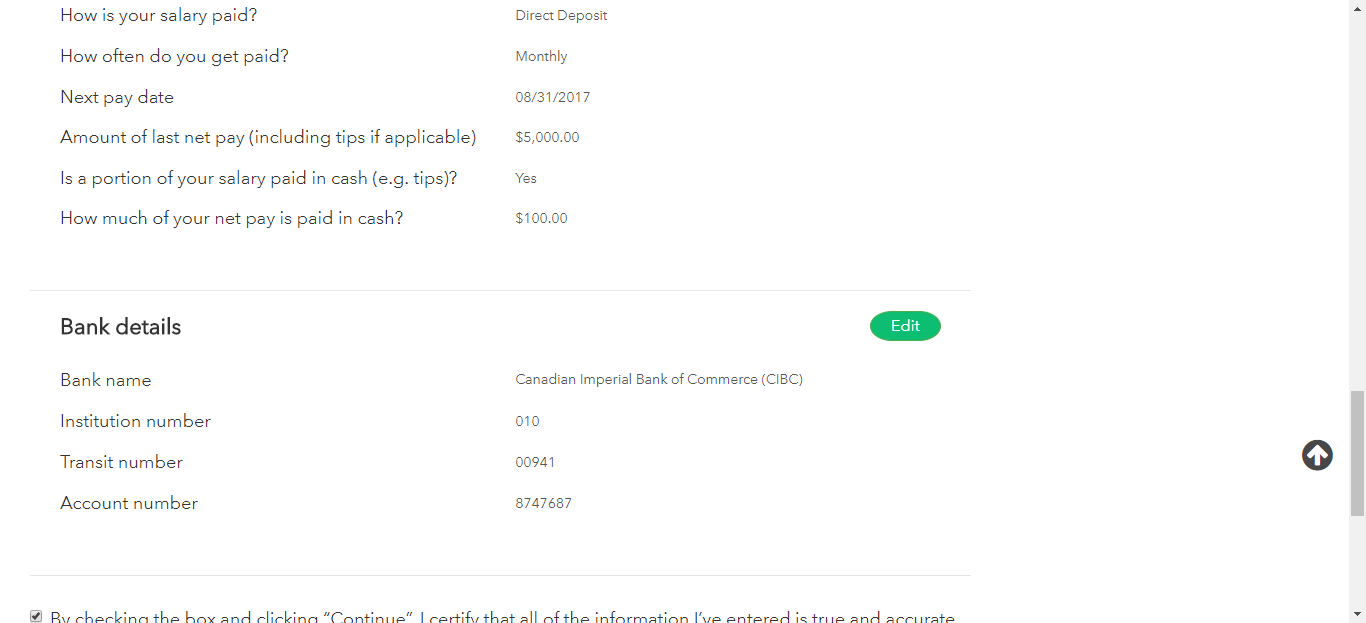 How is your salary paid? Direct Deposit
How often do you get paid? Monthly
Next pay date 08/31/2017
Amount of last net pay (including tips if applicable) $5,000.00
Is a portion of your salary paid in cash (e.g. tips)? Yes
How much of your net pay is paid in cash? $100.00
Bank details Edit
Bank name Canadian Imperial Bank of Commerce (CIBC)
Institution number 010
Transit number 00941
Account number 8747687
By checking the box and clicking “Continue”, I certify that all of the information I’ve entered is true and accurate